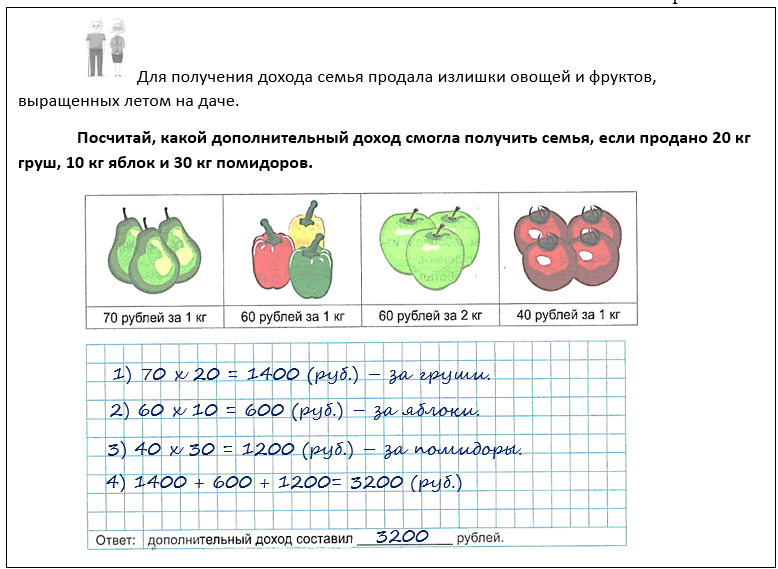 Для получения дохода семья продала излишки овощей и фруктов,
выращенных летом на даче.
Посчитай, какой дополнительный доход смогла получить семья, если продано 20 кг
груш, 10 кг яблок и 30 кг помидоров.
70 рублей за 1 кг 60 рублей за 1 кг 60 рублей за 2 кг 40 рублей за 1 кг
1) 70 х 20 = 1400 (руб.) – за груши.
2) 60 х 10 = 600 (руб.) – за яблоки.
3) 40 х 30 = 1200 (руб.) – за помидоры.
4) 1400 + 600 + 1200= 3200 (руб.)
Ответ: дополнительный доход составил 3200 рублей.